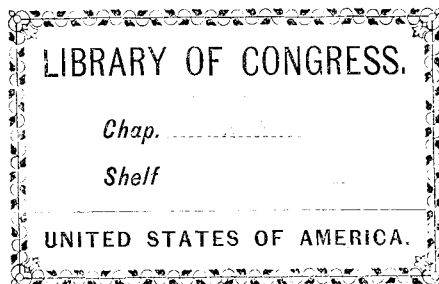 LIBRARY OF CONGRESS.
Chap.
Shelf
UNITED STATES OF AMERICA.